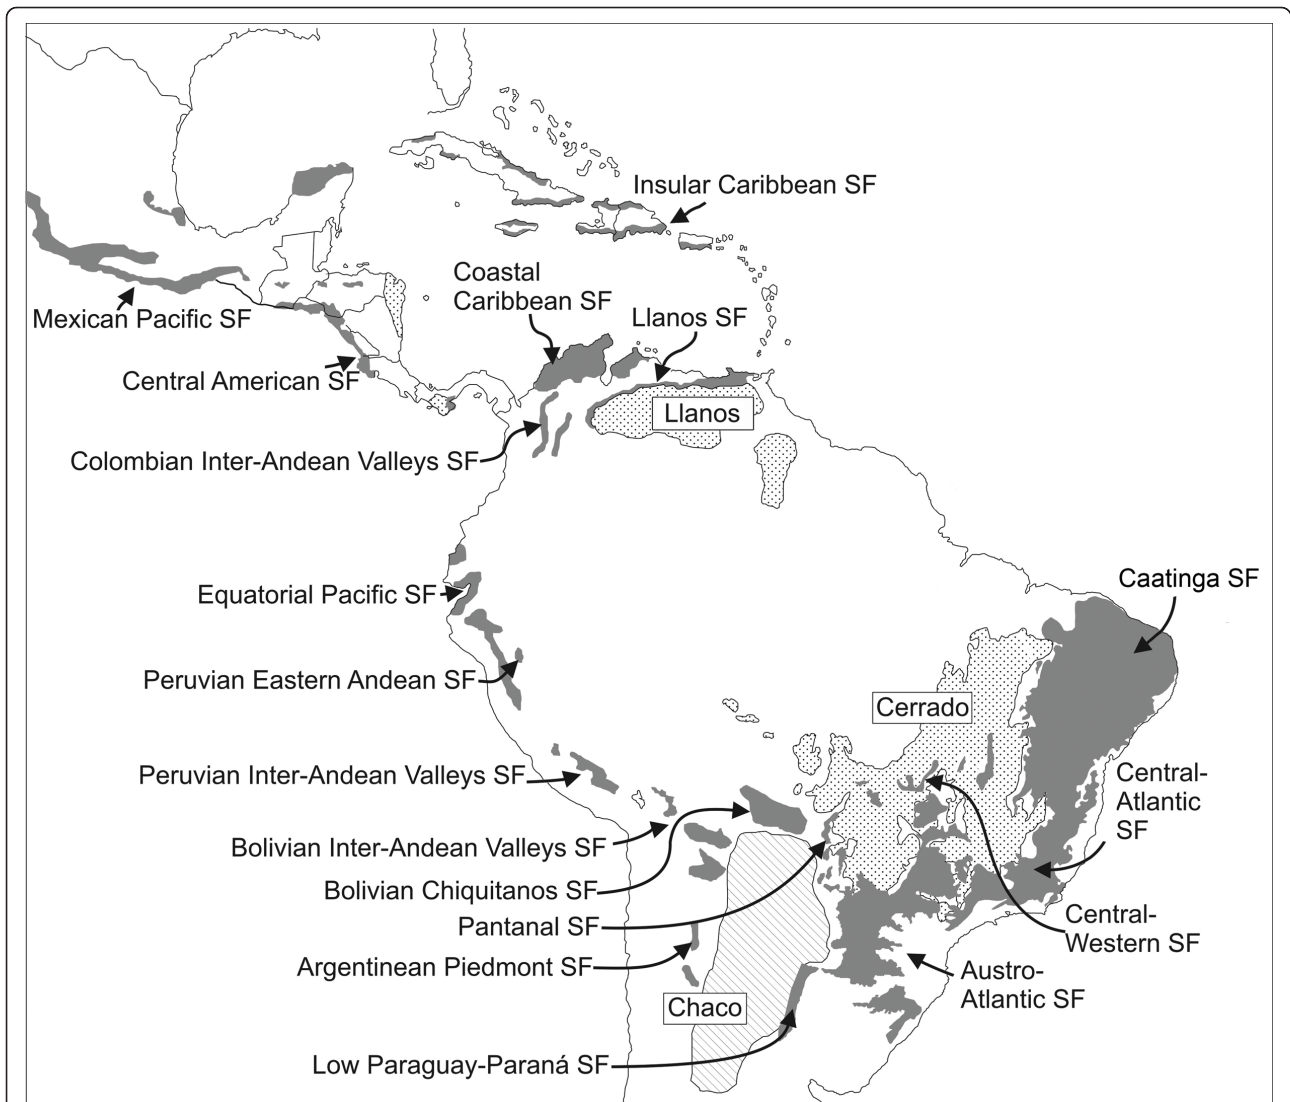 Insular Caribbean SF
Coastal
Caribbean SF
Llanos SF
Mexican Pacific SF
Central American SF
Llanos
Colombian Inter-Andean Valleys SF
Caatinga SF
Equatorial Pacific SF
Peruvian Eastern Andean SF
Cerrado
Peruvian Inter-Andean Valleys SF
Central-
Atlantic
SF
Bolivian Inter-Andean Valleys SF
Bolivian Chiquitanos SF
Pantanal SF
Central-
Western SF
Argentinean Piedmont SF
Austro-
Atlantic SF
Chaco
Low Paraguay-Paraná SF